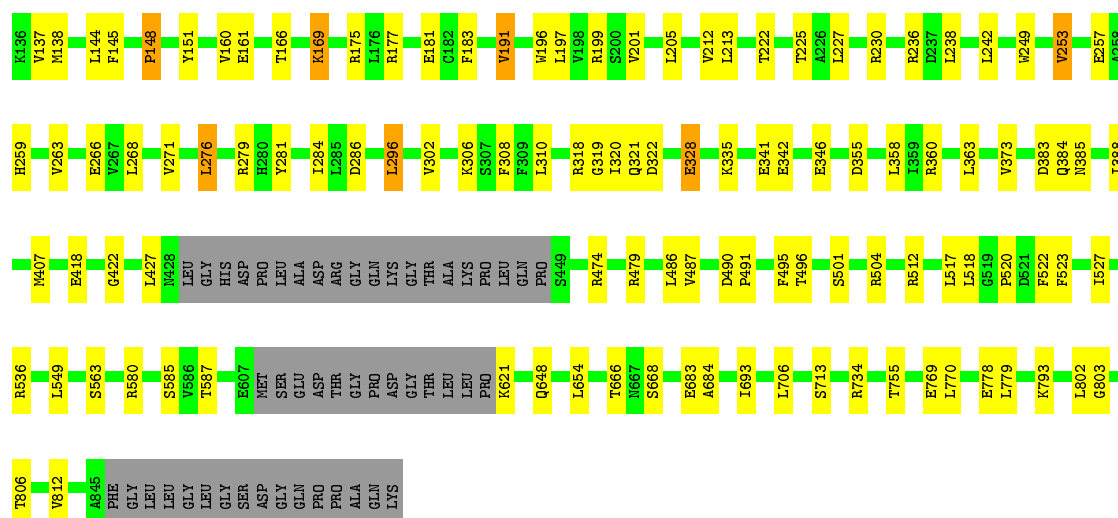 K136 V137 M138 L144 F145 P148 Y151 V160 E161 T166 K169 R175 L176 R177 E181 C182 F183 V191 W196 L197 V198 R199 S200 V201 L205 V212 L213 T222 T225 A226 L227 R230 R236 D237 L238 L242 W249 V253 E257 A258
H259 V263 E266 V267 L268 V271 L276 R279 H280 Y281 I284 L285 D286 L296 V302 K306 S307 F308 F309 L310 R318 G319 I320 Q321 D322 E328 K335 E341 E342 E346 D355 L358 I359 R360 L363 V373 D383 Q384 N385
M407 E418 G422 L427 N428 LEU GLY HIS ASP PRO LEU ALA ASP ARG GLY GLN LYS GLY THR ALA LYS PRO LEU GLN PRO S449 R474 R479 L486 V487 D490 P491 F495 T496 S501 R504 R512 L517 L518 G519 P520 D521 F522 F523 I527
R536 L549 S563 R580 S585 V586 T587 E607 MET SER GLU ASP THR GLY PRO ASP GLY THR LEU LEU PRO K621 Q648 L654 T666 N667 S668 E683 A684 I693 L706 S713 R734 T755 E769 L770 E778 L779 K793 L802 G803
T806 V812 A845 PHE GLY LEU LEU GLY LEU GLY SER ASP GLY GLN PRO PRO ALA GLN LYS